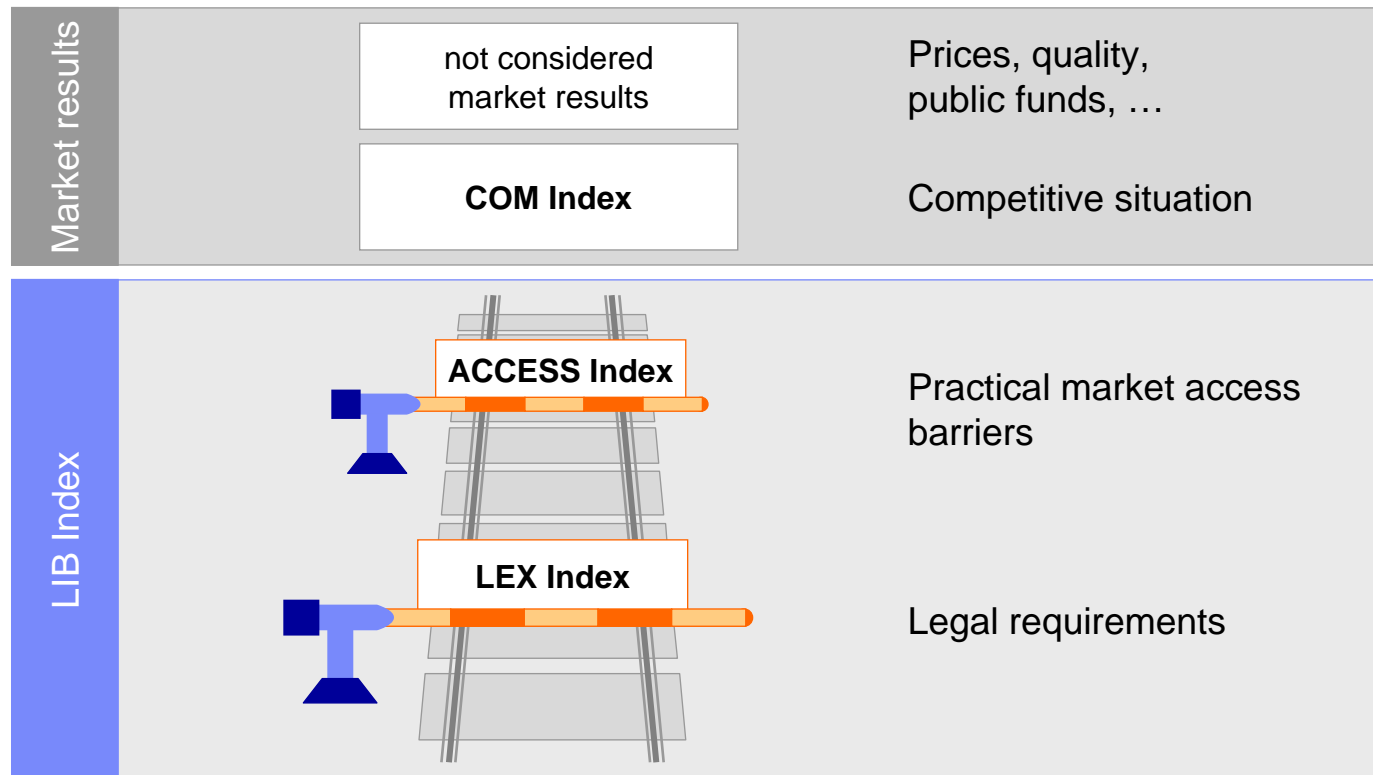 Market results
not considered
market results
Prices, quality,
public funds, …
COM Index
Competitive situation
LIB Index
ACCESS Index
Practical market access
barriers
LEX Index
Legal requirements